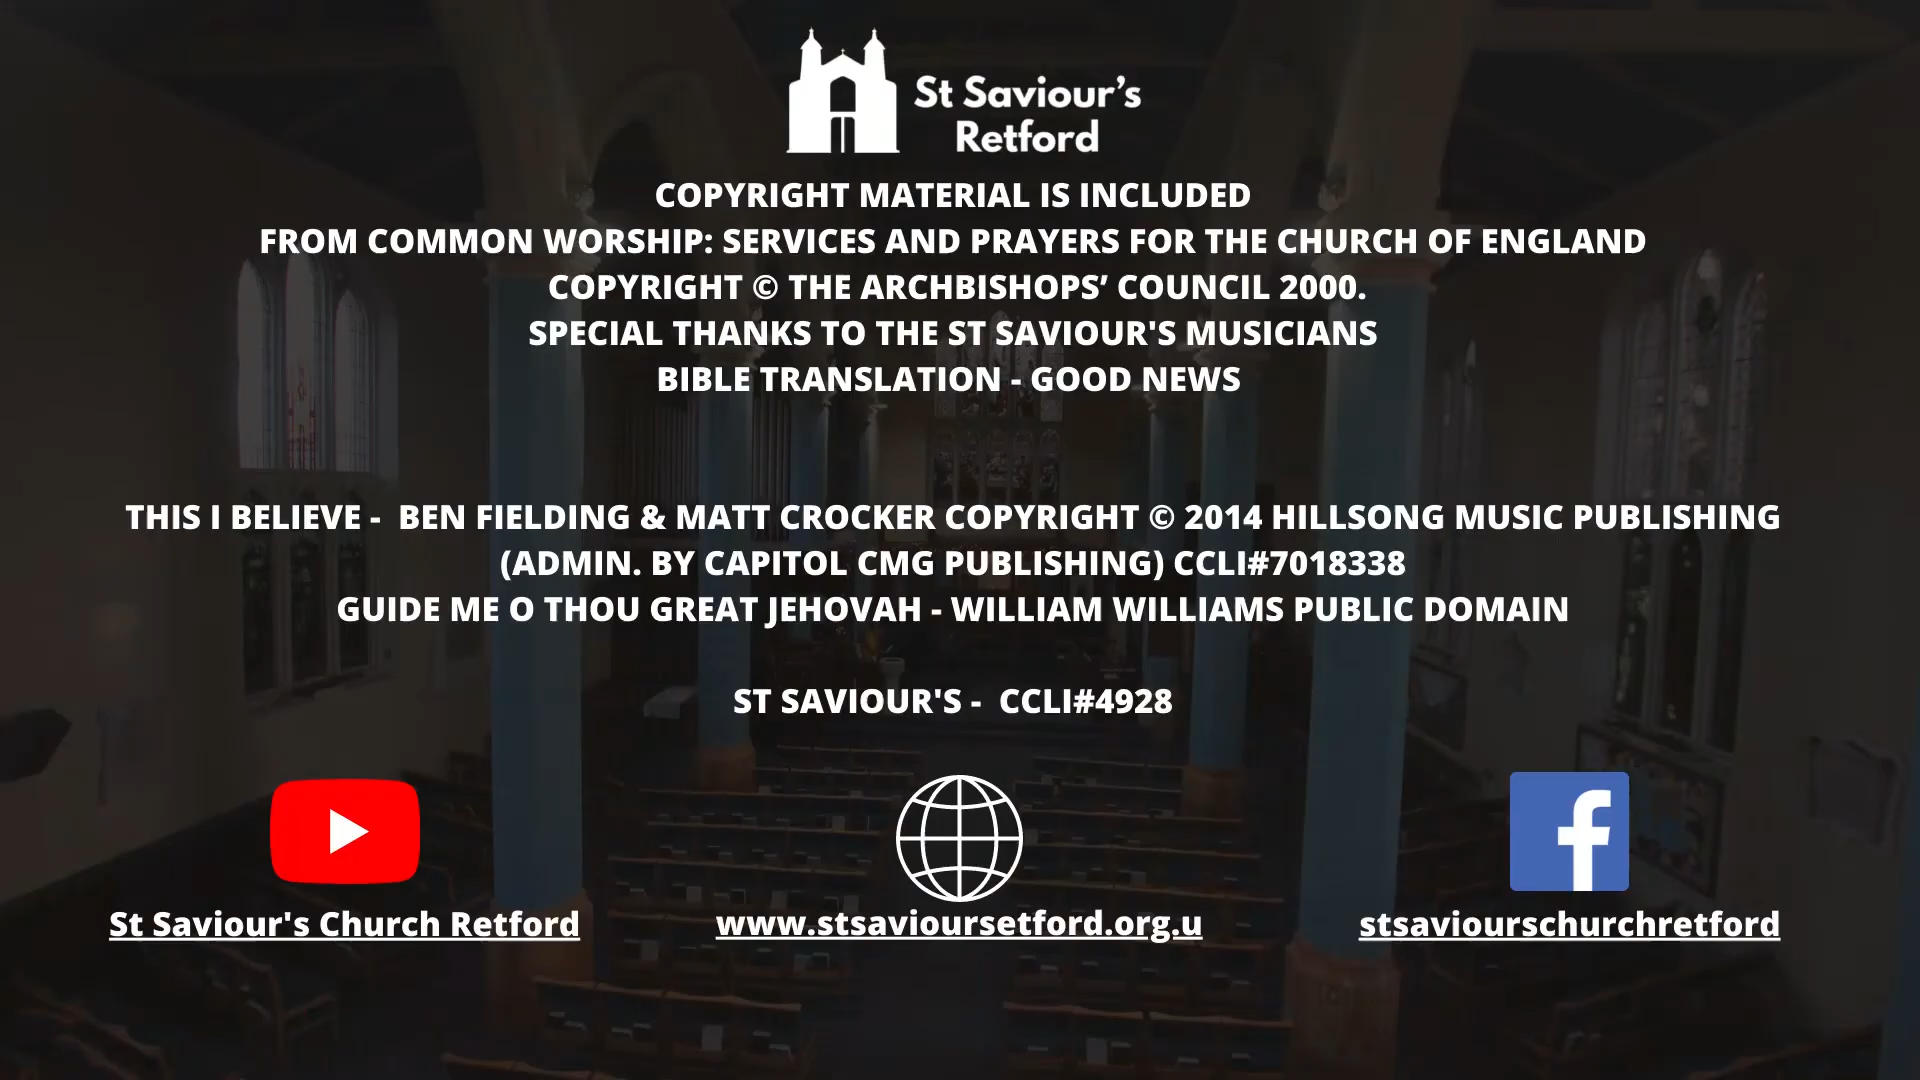 St Saviour's
Retford
COPYRIGHT MATERIAL IS INCLUDED
FROM COMMON WORSHIP: SERVICES AND PRAYERS FOR THE CHURCH OF ENGLAND
COPYRIGHT © THE ARCHBISHOPS’ COUNCIL 2000.
SPECIAL THANKS TO THE ST SAVIOUR'S MUSICIANS
BIBLE TRANSLATION - GOOD NEWS
THIS I BELIEVE - BEN FIELDING & MATT CROCKER COPYRIGHT © 2014 HILLSONG MUSIC PUBLISHING
(ADMIN. BY CAPITOL CMG PUBLISHING) CCLI#7018338
GUIDE ME O THOU GREAT JEHOVAH - WILLIAM WILLIAMS PUBLIC DOMAIN
ST SAVIOUR'S - CCLI#4928
St Saviour's Church Retford
www.stsavioursetford.org.u
stsaviourschurchretford